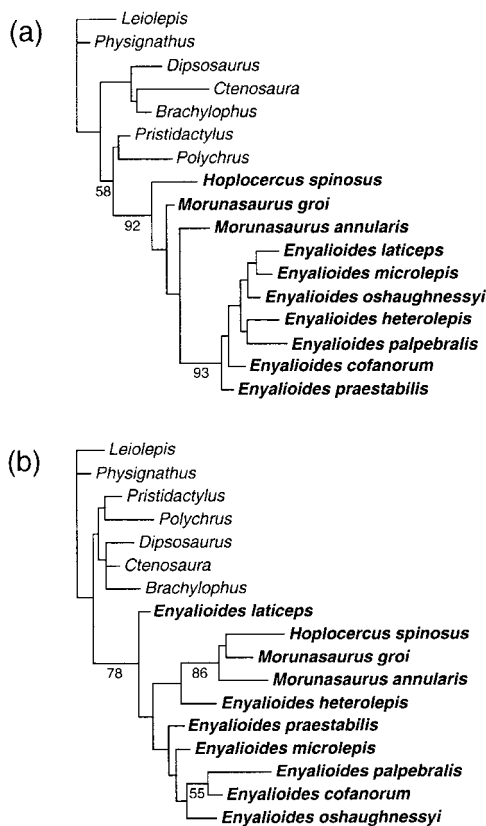 (a)
Leiolepis
Physignathus
Dipsosaurus
Ctenosaura
Brachylophus
Pristidactylus
Polychrus
58
Hoplocercus spinosus
92
Morunasaurus groi
Morunasaurus annularis
Enyalioides laticeps
Enyalioides microlepis
Enyalioides oshaughnessyi
Enyalioides heterolepis
Enyalioides palpebralis
93
Enyalioides cofanorum
Enyalioides praestabilis
(b)
Leiolepis
Physignathus
Pristidactylus
Polychrus
Dipsosaurus
Ctenosaura
Brachylophus
Enyalioides laticeps
Hoplocercus spinosus
78
86
Morunasaurus groi
Morunasaurus annularis
Enyalioides heterolepis
Enyalioides praestabilis
Enyalioides microlepis
Enyalioides palpebralis
55
Enyalioides cofanorum
Enyalioides oshaughnessyi